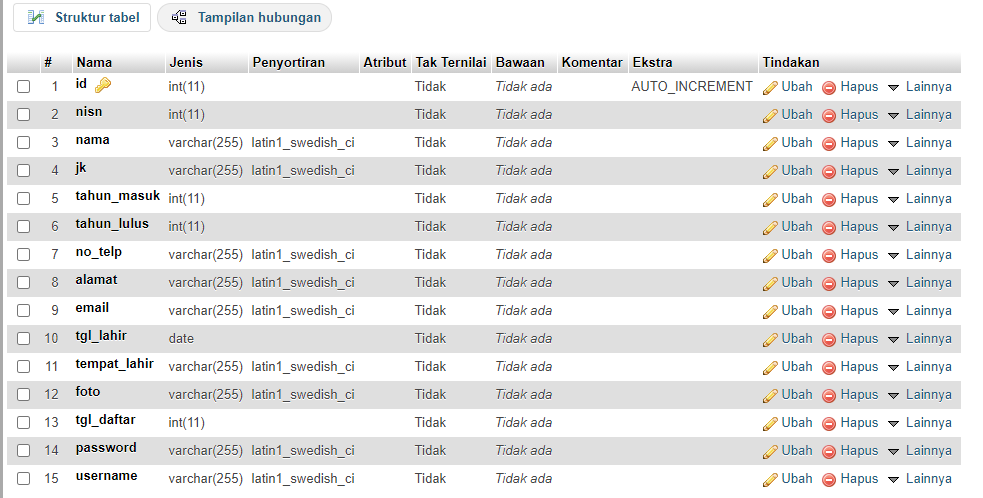 Struktur tabel Tampilan hubungan
# Nama Jenis Penyortiran Atribut Tak Ternilai Bawaan Komentar Ekstra Tindakan
1 id int(11) Tidak Tidak ada AUTO_INCREMENT Ubah Hapus Lainnya
2 nisn int(11) Tidak Tidak ada Ubah Hapus Lainnya
3 nama varchar(255) latin1_swedish_ci Tidak Tidak ada Ubah Hapus Lainnya
4 jk varchar(255) latin1_swedish_ci Tidak Tidak ada Ubah Hapus Lainnya
5 tahun_masuk int(11) Tidak Tidak ada Ubah Hapus Lainnya
6 tahun_lulus int(11) Tidak Tidak ada Ubah Hapus Lainnya
7 no_telp varchar(255) latin1_swedish_ci Tidak Tidak ada Ubah Hapus Lainnya
8 alamat varchar(255) latin1_swedish_ci Tidak Tidak ada Ubah Hapus Lainnya
9 email varchar(255) latin1_swedish_ci Tidak Tidak ada Ubah Hapus Lainnya
10 tgl_lahir date Tidak Tidak ada Ubah Hapus Lainnya
11 tempat_lahir varchar(255) latin1_swedish_ci Tidak Tidak ada Ubah Hapus Lainnya
12 foto varchar(255) latin1_swedish_ci Tidak Tidak ada Ubah Hapus Lainnya
13 tgl_daftar int(11) Tidak Tidak ada Ubah Hapus Lainnya
14 password varchar(255) latin1_swedish_ci Tidak Tidak ada Ubah Hapus Lainnya
15 username varchar(255) latin1_swedish_ci Tidak Tidak ada Ubah Hapus Lainnya